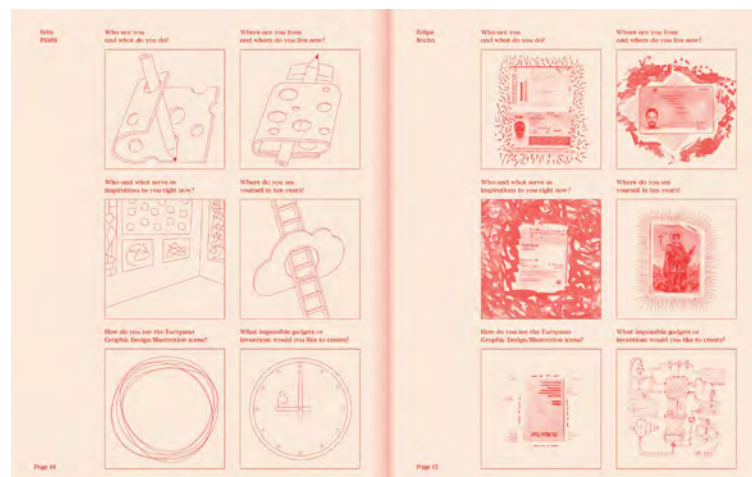 Who are you
and what do you do?
Where are you from
and where do you live now?
Who and what serve as
inspirations to you right now?
Where do you see
yourself in ten years?
How do you see the European
Graphic Design/Illustration scene?
What impossible gadgets or
inventions would you like to create?
Page 14
Felipe
Rocha
Who are you
and what do you do?
Where are you from
and where do you live now?
Who and what serve as
inspirations to you right now?
Where do you see
yourself in ten years?
How do you see the European
Graphic Design/Illustration scene?
What impossible gadgets or
inventions would you like to create?
Page 15